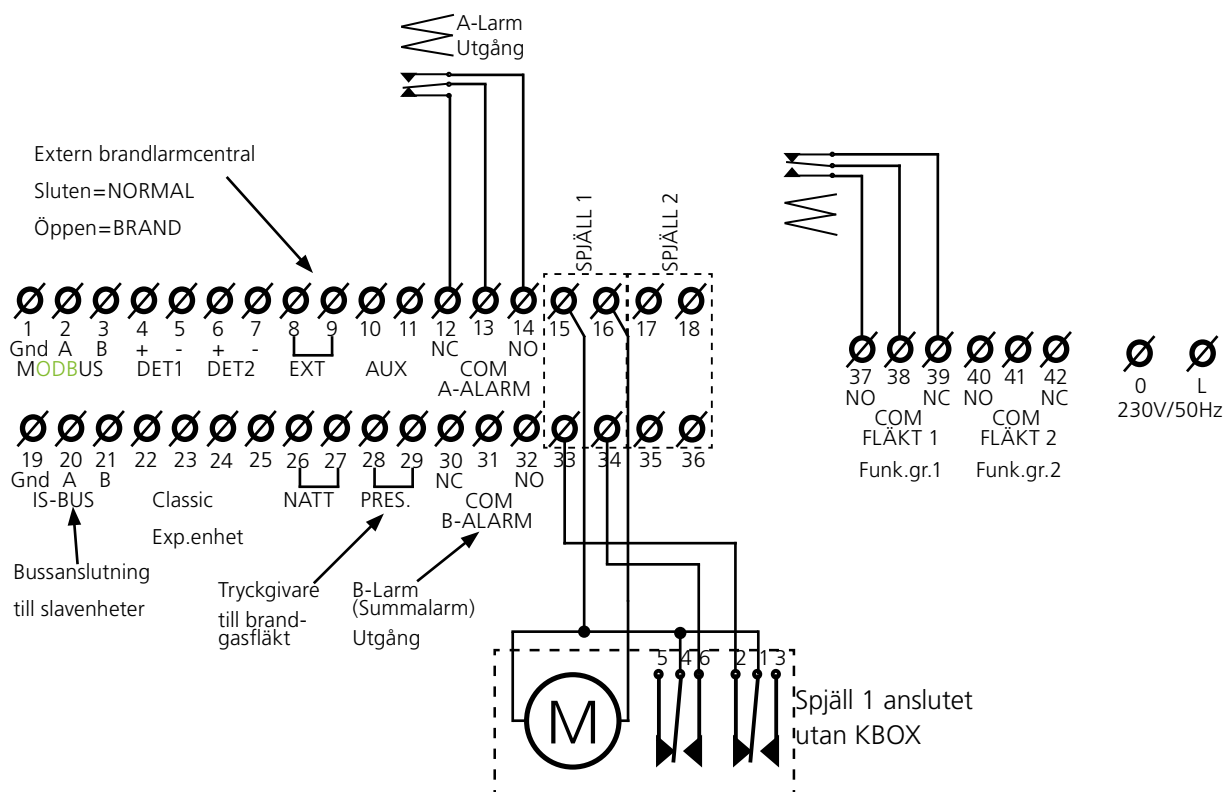 A-Larm
Utgång
Extern brandlarmcentral
Sluten=NORMAL
Öppen=BRAND
SPJÄLL 1
SPJÄLL 2
1 2 3 4 5 6 7 8 9 10 11 12 13 14 15 16 17 18
Gnd A B + - + - NC NO
MODBUS DET1 DET2 EXT AUX COM
A-ALARM
37 38 39 40 41 42 0 L
NO NC NO NC 230V/50Hz
COM COM
FLÄKT 1 FLÄKT 2
Funk.gr.1 Funk.gr.2
19 20 21 22 23 24 25 26 27 28 29 30 31 32 33 34 35 36
Gnd A B NC NO
IS-BUS Classic NATT PRES. COM
B-ALARM
Exp.enhet
Bussanslutning
till slavenheter
Tryckgivare
till brand-
gasfläkt
B-Larm
(Summalarm)
Utgång
5 4 6 2 1 3
M
Spjäll 1 anslutet
utan KBOX